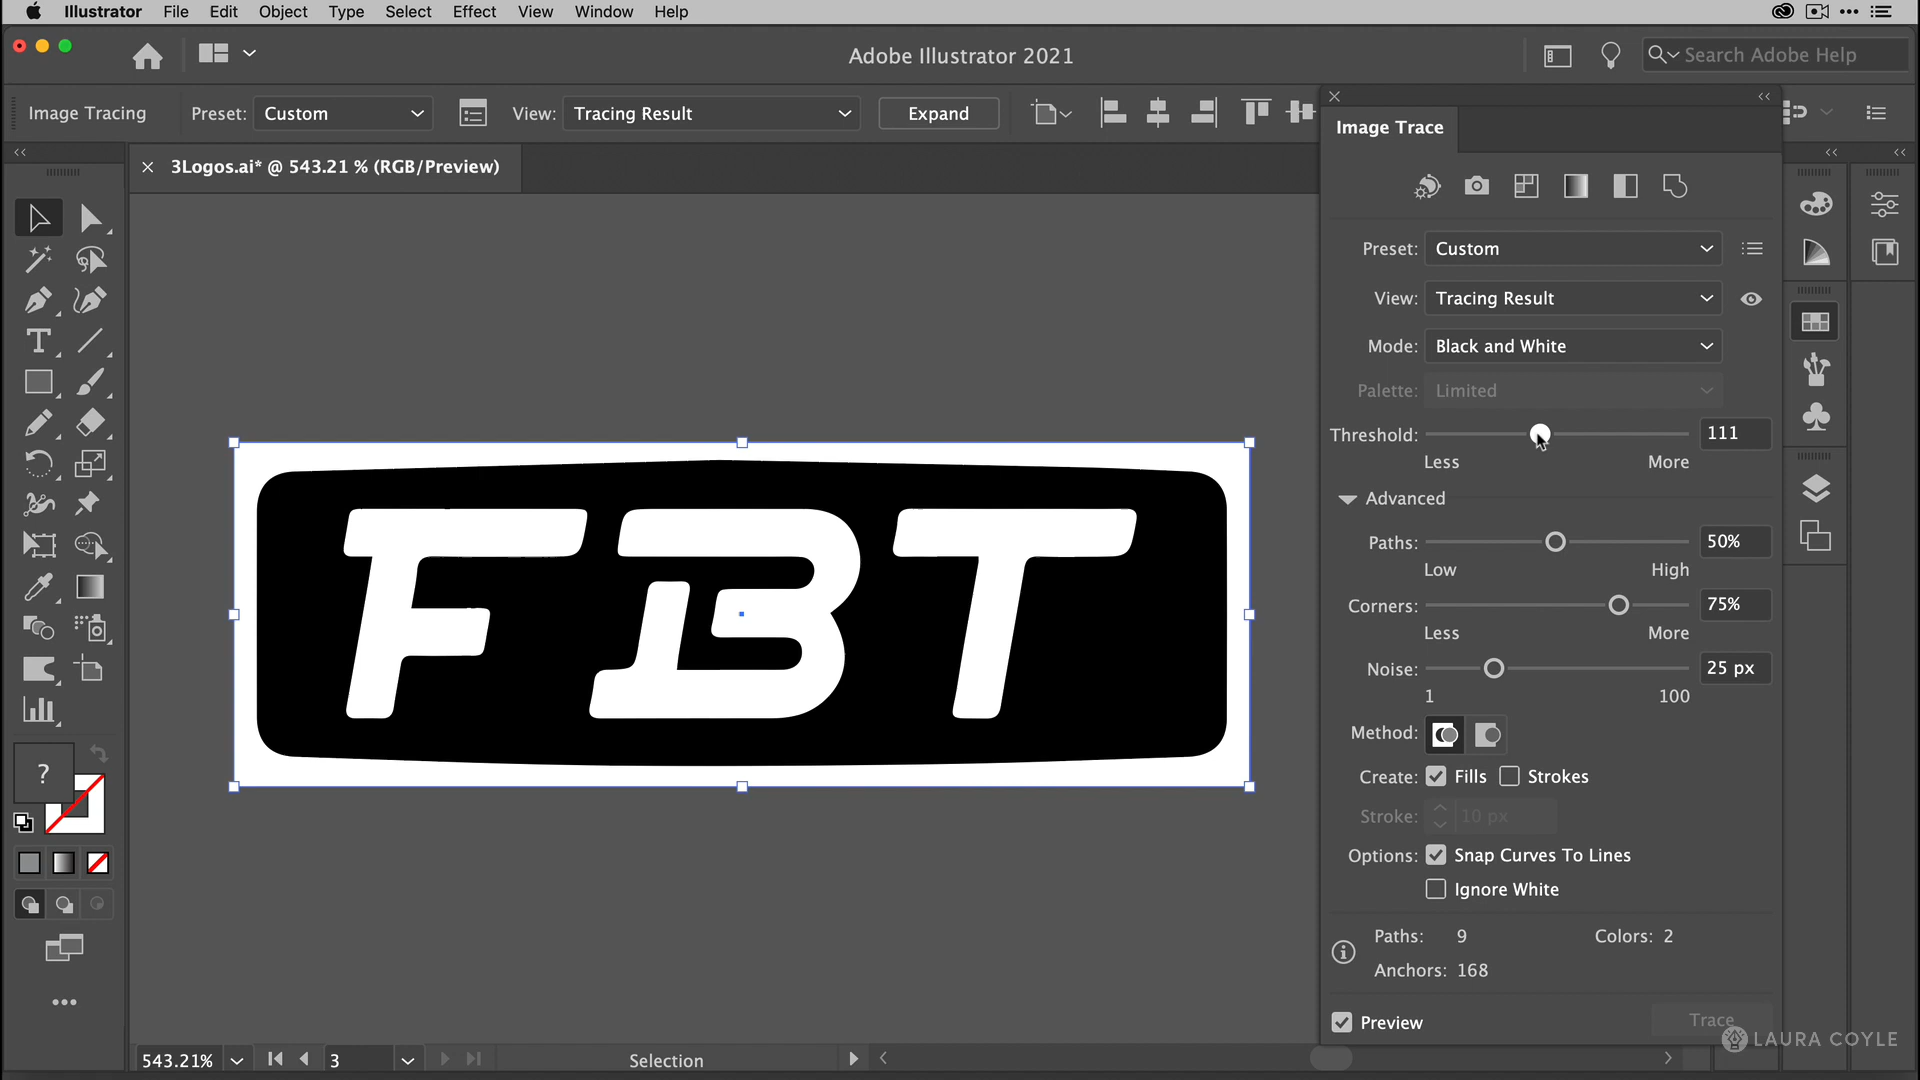 Illustrator File Edit Object Type Select Effect View Window Help
Adobe Illustrator 2021
Search Adobe Help
Image Tracing Preset: Custom View: Tracing Result Expand
3Logos.ai* @ 543.21 % (RGB/Preview)
FBT
543.21% 3 Selection
Image Trace
Preset: Custom
View: Tracing Result
Mode: Black and White
Palette: Limited
Threshold: 111
Less More
Advanced
Paths: 50%
Low High
Corners: 75%
Less More
Noise: 25 px
1 100
Method:
Create: Fills Strokes
Stroke: 10 px
Options: Snap Curves To Lines
Ignore White
Paths: 9 Colors: 2
Anchors: 168
Preview Trace
LAURA COYLE